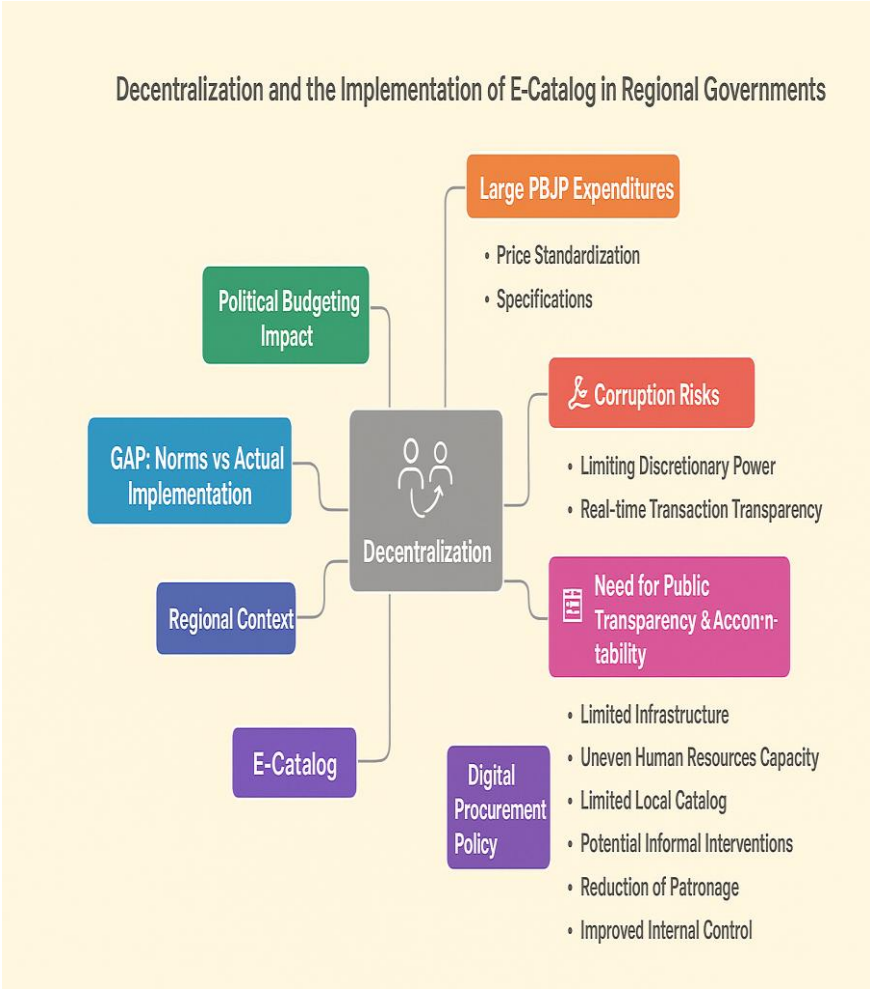 Decentralization and the Implementation of E-Catalog in Regional Governments
Large PBJP Expenditures
• Price Standardization
• Specifications
Political Budgeting
Impact
Corruption Risks
• Limiting Discretionary Power
• Real-time Transaction Transparency
GAP: Norms vs Actual
Implementation
Decentralization
Need for Public
Transparency & Accon·n-
tability
Regional Context
• Limited Infrastructure
• Uneven Human Resources Capacity
• Limited Local Catalog
• Potential Informal Interventions
• Reduction of Patronage
• Improved Internal Control
E-Catalog
Digital
Procurement
Policy